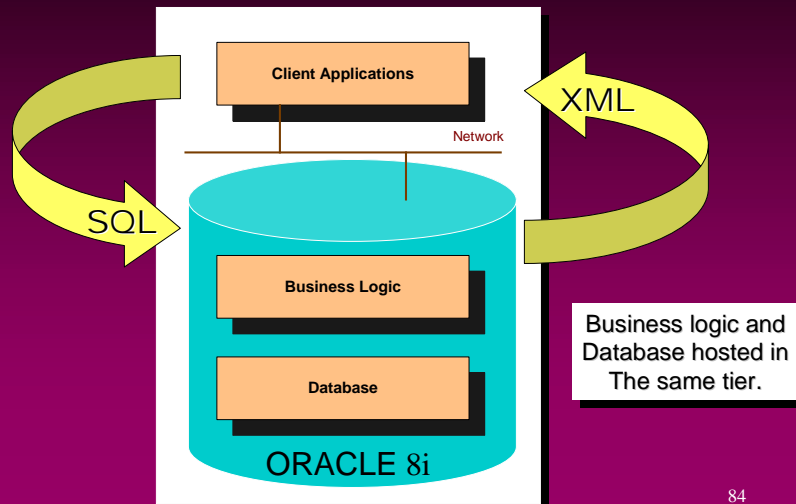 Client Applications
XML
Network
SQL
Business Logic
Business logic and
Database hosted in
The same tier.
Database
ORACLE 8i
84